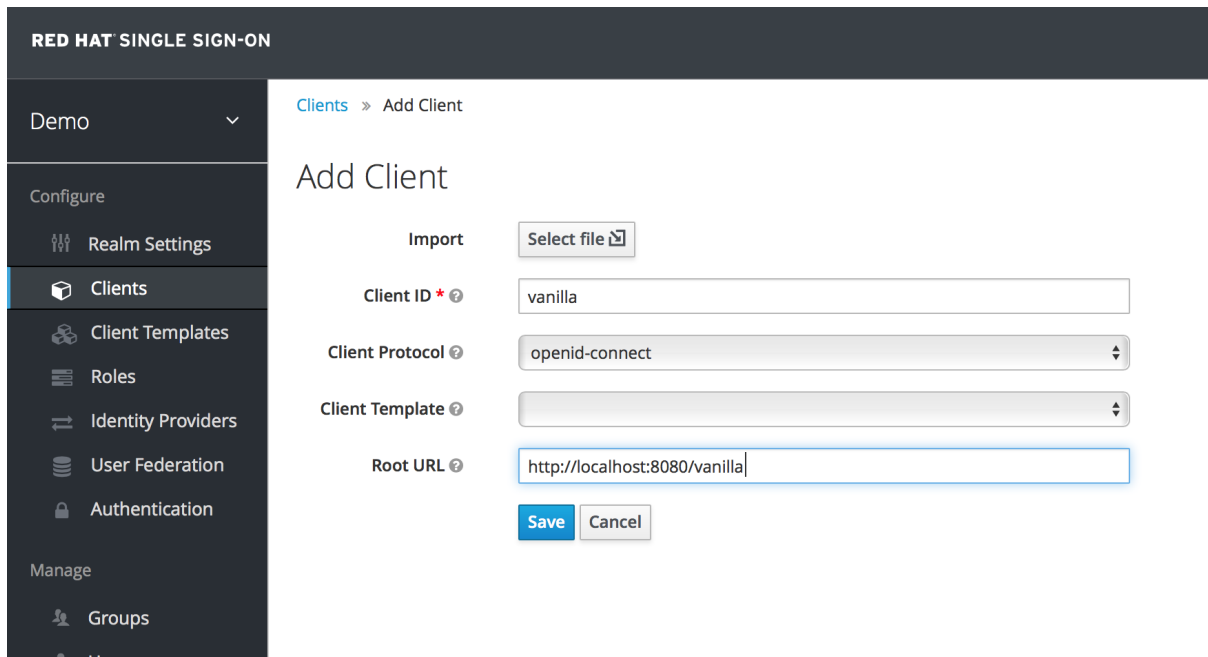 RED HAT® SINGLE SIGN-ON
Demo
Configure
Realm Settings
Clients
Client Templates
Roles
Identity Providers
User Federation
Authentication
Manage
Groups
Clients » Add Client
Add Client
Import Select file
Client ID * vanilla
Client Protocol openid-connect
Client Template
Root URL http://localhost:8080/vanilla
Save Cancel